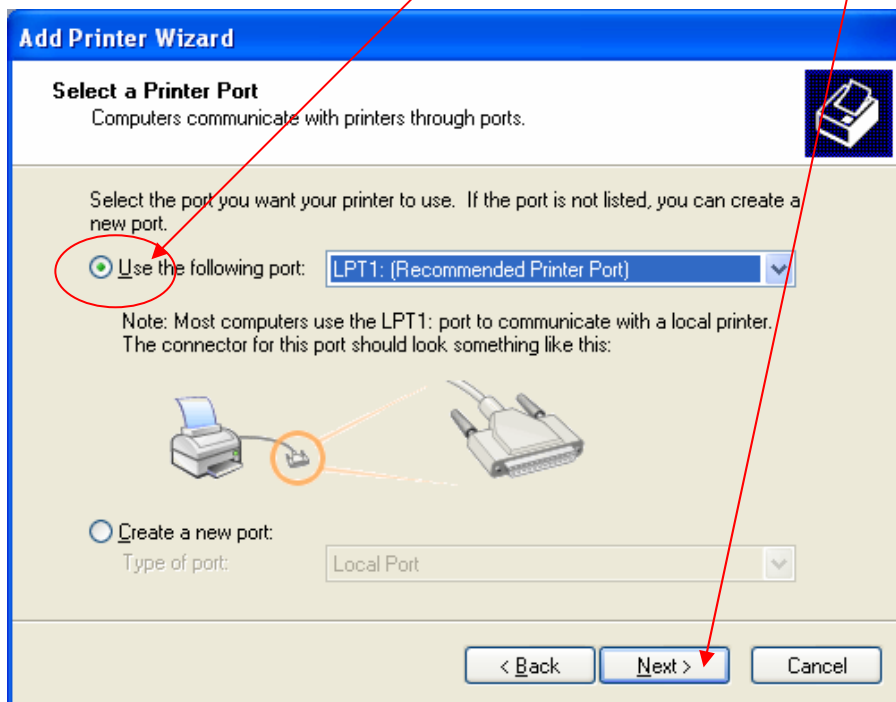 Add Printer Wizard
Select a Printer Port
Computers communicate with printers through ports.
Select the port you want your printer to use. If the port is not listed, you can create a
new port.
Use the following port: LPT1: (Recommended Printer Port)
Note: Most computers use the LPT1: port to communicate with a local printer.
The connector for this port should look something like this:
Create a new port:
Type of port: Local Port
< Back Next > Cancel